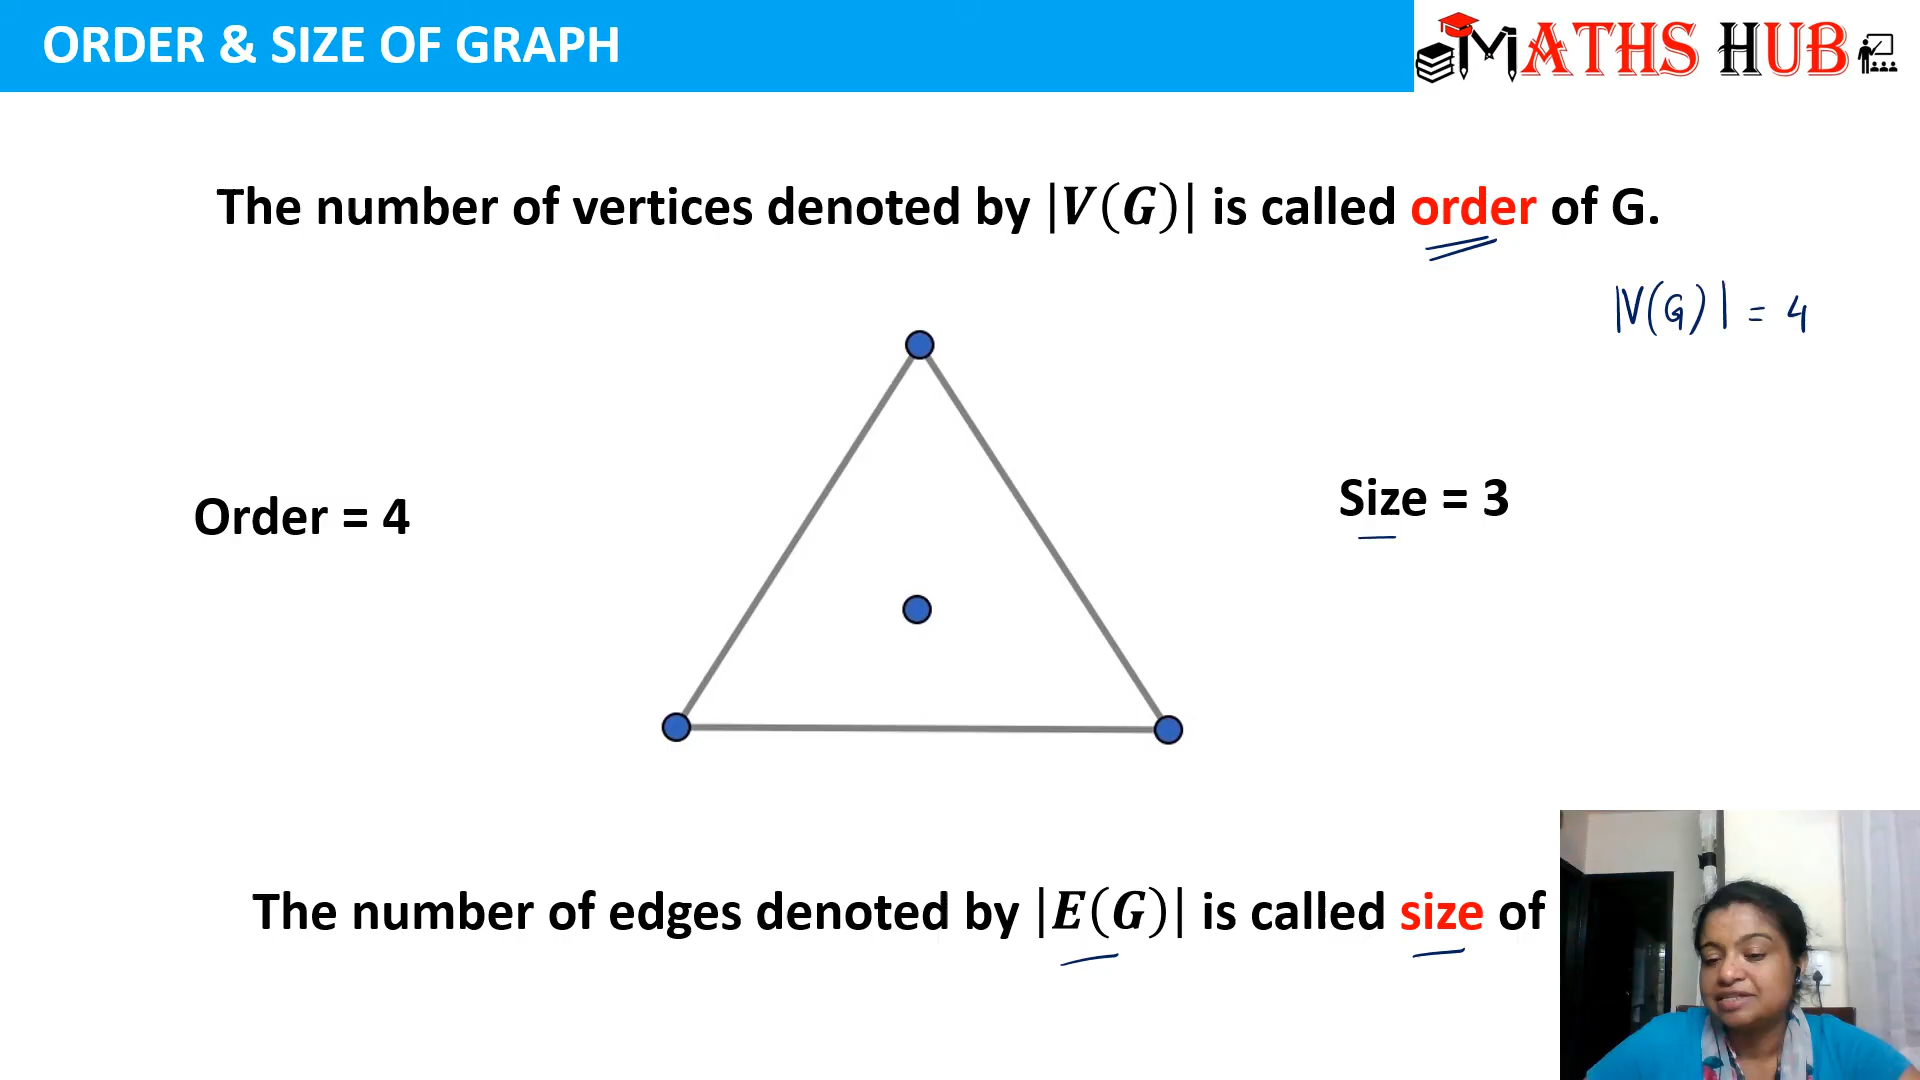 ORDER & SIZE OF GRAPH
MATHS HUB
The number of vertices denoted by |V(G)| is called order of G.
|V(G)| = 4
Order = 4
Size = 3
The number of edges denoted by |E(G)| is called size of